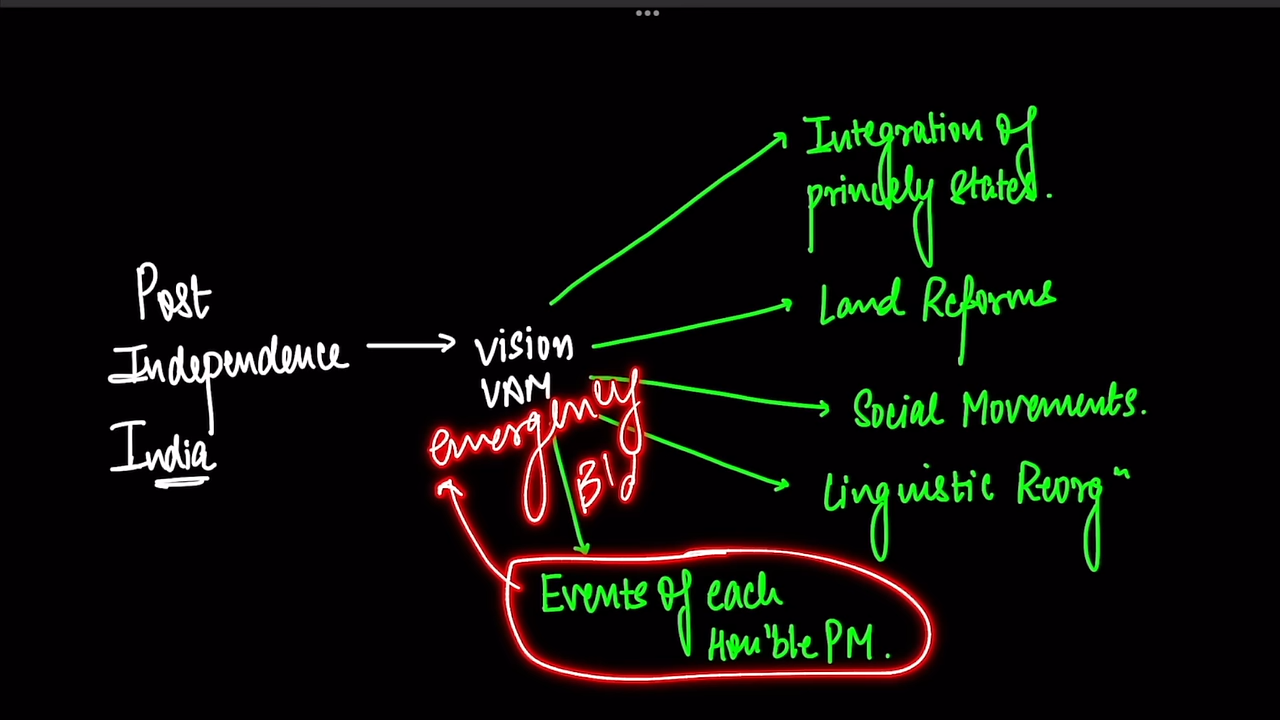 Post
Independence
India
Vision
VAM
Integration of
princely states.
Land Reforms
Social Movements.
Linguistic Reorgⁿ
emergency
Events of each
Hon'ble PM.